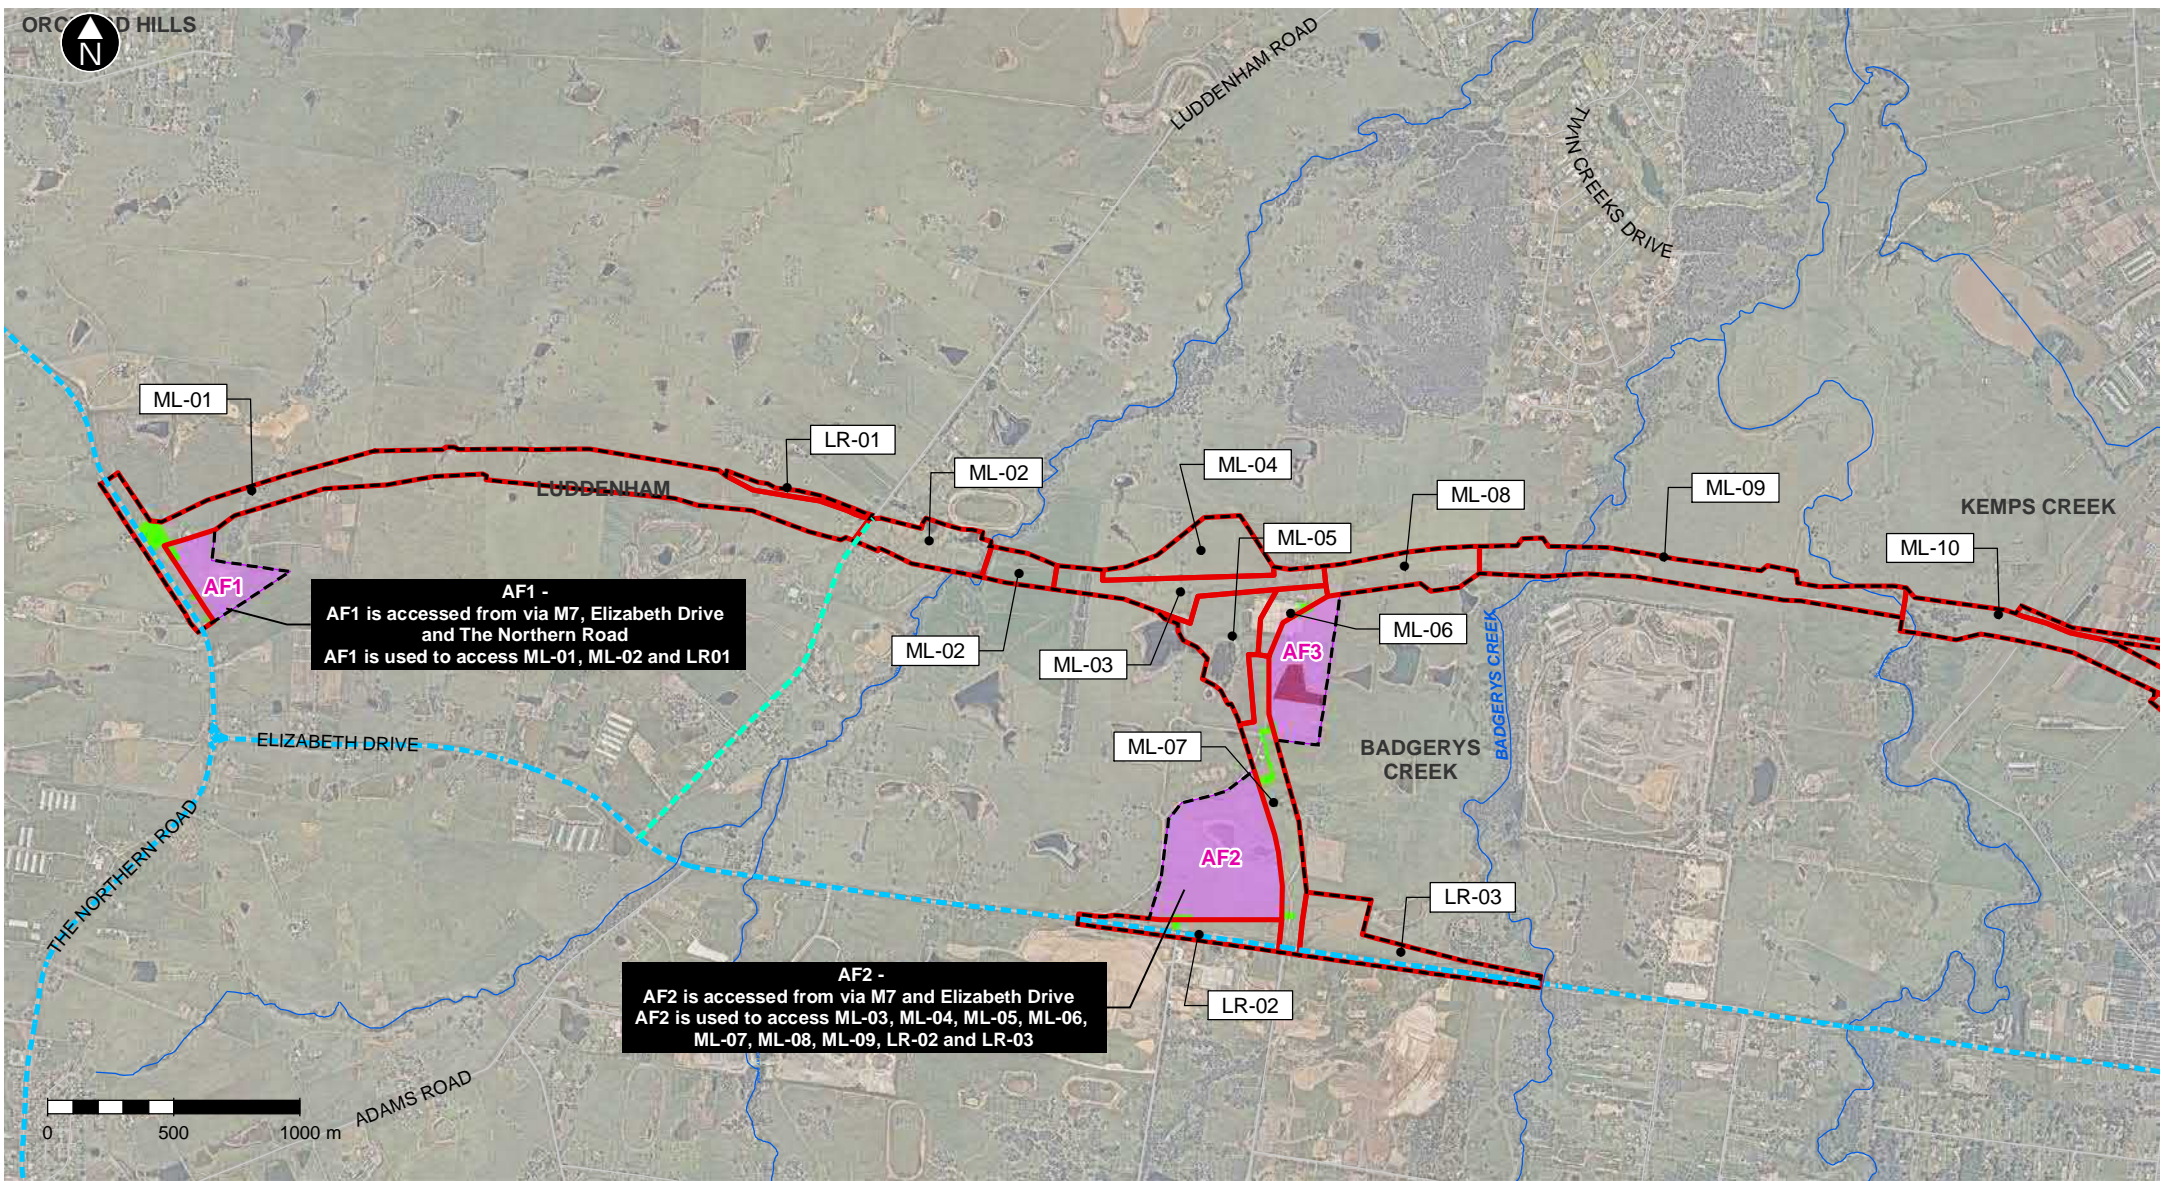 ORC D HILLS
N
LUDDENHAM ROAD
TWIN CREEKS DRIVE
ML-01
LR-01
ML-02
ML-04
ML-08
ML-09
LUDDENHAM
KEMPS CREEK
ML-05
ML-10
AF1
AF1 -
AF1 is accessed from via M7, Elizabeth Drive
and The Northern Road
AF1 is used to access ML-01, ML-02 and LR01
ML-02
ML-03
ML-06
AF3
BADGERYS CREEK
ELIZABETH DRIVE
ML-07
BADGERYS
CREEK
THE NORTHERN ROAD
AF2
LR-03
AF2 -
AF2 is accessed from via M7 and Elizabeth Drive
AF2 is used to access ML-03, ML-04, ML-05, ML-06,
ML-07, ML-08, ML-09, LR-02 and LR-03
LR-02
ADAMS ROAD
0 500 1000 m